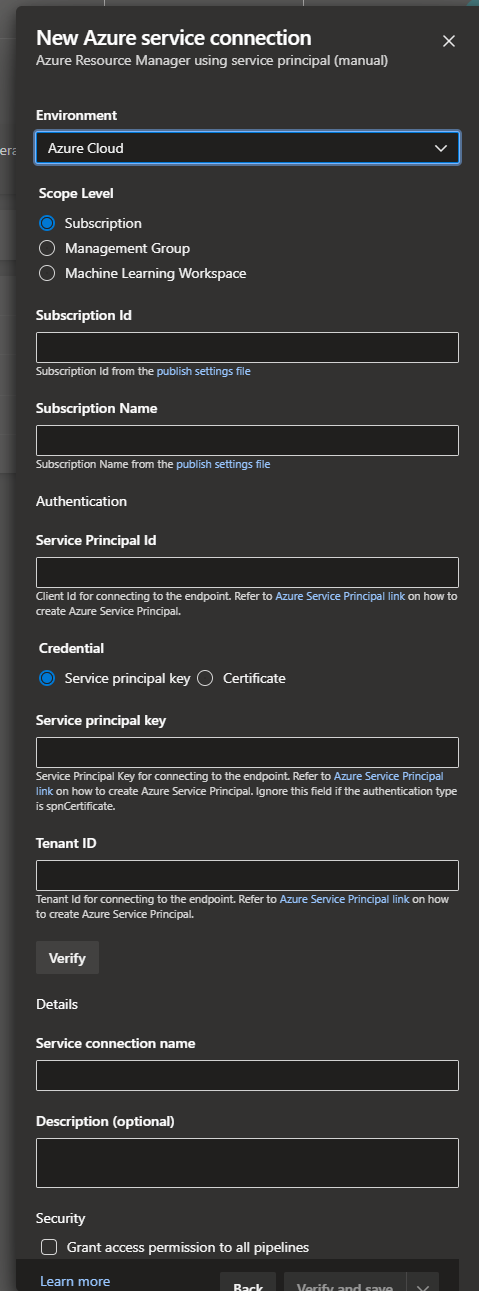 New Azure service connection
Azure Resource Manager using service principal (manual)
Environment
Azure Cloud
Scope Level
Subscription
Management Group
Machine Learning Workspace
Subscription Id
Subscription Id from the publish settings file
Subscription Name
Subscription Name from the publish settings file
Authentication
Service Principal Id
Client Id for connecting to the endpoint. Refer to Azure Service Principal link on how to
create Azure Service Principal.
Credential
Service principal key Certificate
Service principal key
Service Principal Key for connecting to the endpoint. Refer to Azure Service Principal
link on how to create Azure Service Principal. Ignore this field if the authentication type
is spnCertificate.
Tenant ID
Tenant Id for connecting to the endpoint. Refer to Azure Service Principal link on how
to create Azure Service Principal.
Verify
Details
Service connection name
Description (optional)
Security
Grant access permission to all pipelines
Learn more Back Verify and save